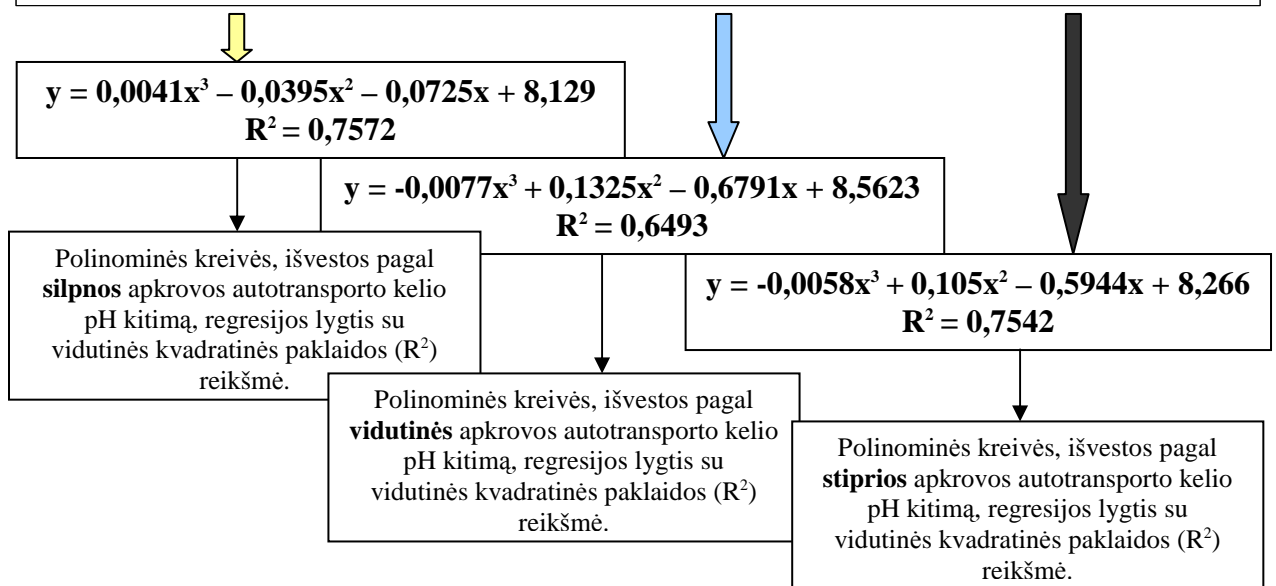 y = 0,0041x³ – 0,0395x² – 0,0725x + 8,129
R² = 0,7572
y = -0,0077x³ + 0,1325x² – 0,6791x + 8,5623
R² = 0,6493
y = -0,0058x³ + 0,105x² – 0,5944x + 8,266
R² = 0,7542
Polinominės kreivės, išvestos pagal
silpnos apkrovos autotransporto kelio
pH kitimą, regresijos lygtis su
vidutinės kvadratinės paklaidos (R²)
reikšmė.
Polinominės kreivės, išvestos pagal
vidutinės apkrovos autotransporto kelio
pH kitimą, regresijos lygtis su
vidutinės kvadratinės paklaidos (R²)
reikšmė.
Polinominės kreivės, išvestos pagal
stiprios apkrovos autotransporto kelio
pH kitimą, regresijos lygtis su
vidutinės kvadratinės paklaidos (R²)
reikšmė.